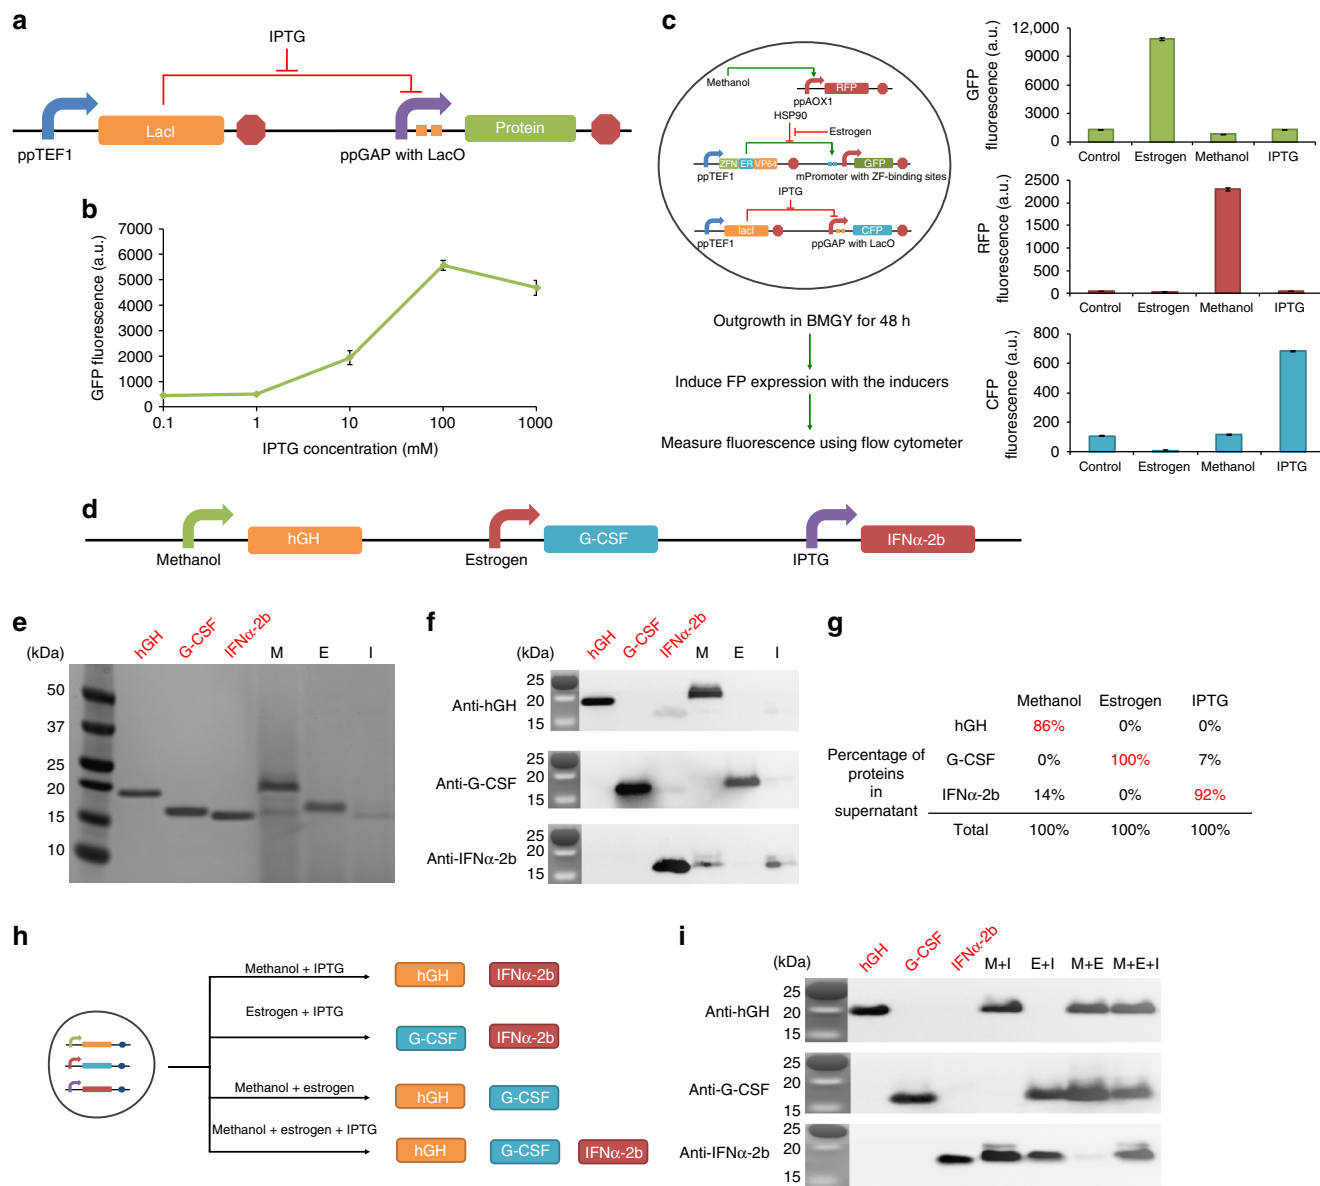 a
IPTG
LacI
Protein
ppTEF1
ppGAP with LacO
b
GFP fluorescence (a.u.)
7000
6000
5000
4000
3000
2000
1000
0
0.1
1
10
100
1000
IPTG concentration (mM)
c
Methanol
RFP
ppAOX1
HSP90
Estrogen
ZFN ER VP64
GFP
ppTEF1
mPromoter with ZF-binding sites
IPTG
lacI
CFP
ppTEF1
ppGAP with LacO
Outgrowth in BMGY for 48 h
Induce FP expression with the inducers
Measure fluorescence using flow cytometer
GFP
fluorescence (a.u.)
12,000
9000
6000
3000
0
Control Estrogen Methanol IPTG
RFP
fluorescence (a.u.)
2500
2000
1500
1000
500
0
Control Estrogen Methanol IPTG
CFP
fluorescence (a.u.)
800
600
400
200
0
Control Estrogen Methanol IPTG
d
hGH
G-CSF
IFNα-2b
Methanol
Estrogen
IPTG
e
(kDa)
hGH G-CSF IFNα-2b M E I
50
37
25
20
15
10
f
(kDa)
hGH G-CSF IFNα-2b M E I
Anti-hGH
25
20
15
Anti-G-CSF
25
20
15
Anti-IFNα-2b
25
20
15
g
Methanol Estrogen IPTG
Percentage of
proteins
in
supernatant
hGH 86% 0% 0%
G-CSF 0% 100% 7%
IFNα-2b 14% 0% 92%
Total 100% 100% 100%
h
Methanol + IPTG
hGH IFNα-2b
Estrogen + IPTG
G-CSF IFNα-2b
Methanol + estrogen
hGH G-CSF
Methanol + estrogen + IPTG
hGH G-CSF IFNα-2b
i
(kDa)
hGH G-CSF IFNα-2b M+I E+I M+E M+E+I
Anti-hGH
25
20
15
Anti-G-CSF
25
20
15
Anti-IFNα-2b
25
20
15